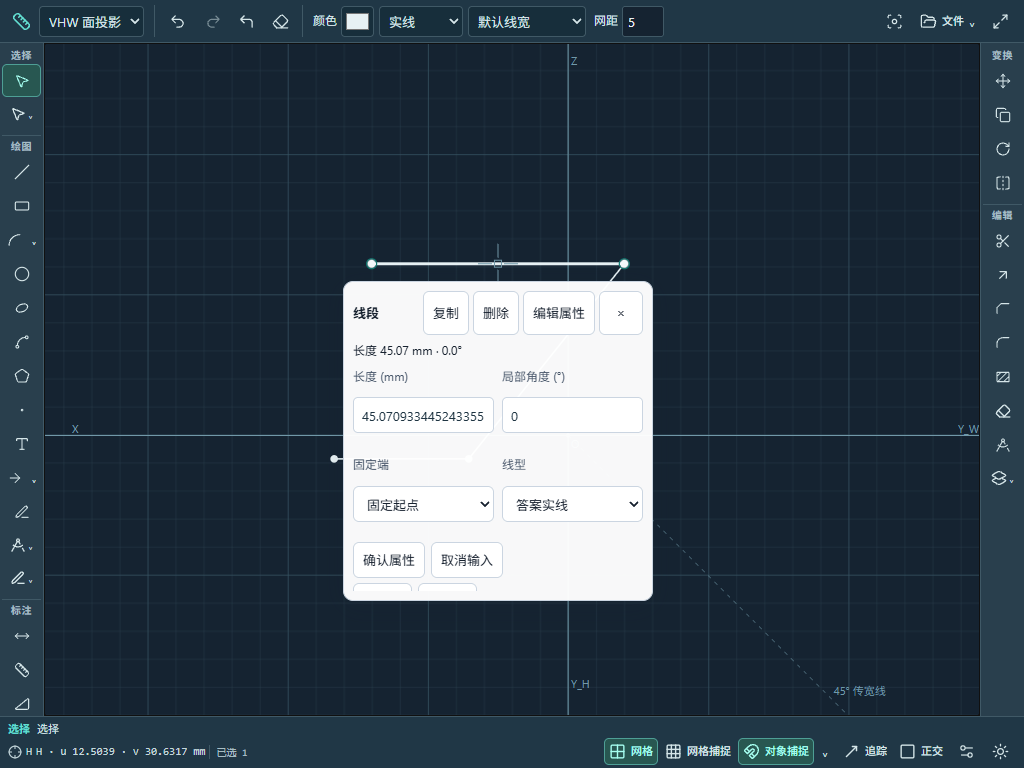 VHW 面投影
颜色
实线
默认线宽
网距 5
文件
选择
绘图
标注
变换
编辑
Z
X
Y_W
Y_H
45° 传宽线
线段
复制
删除
编辑属性
×
长度 45.07 mm · 0.0°
长度 (mm)
局部角度 (°)
45.070933445243355
0
固定端
线型
固定起点
答案实线
确认属性
取消输入
选择 选择
H H · u 12.5039 · v 30.6317 mm 已选 1
网格
网格捕捉
对象捕捉
追踪
正交